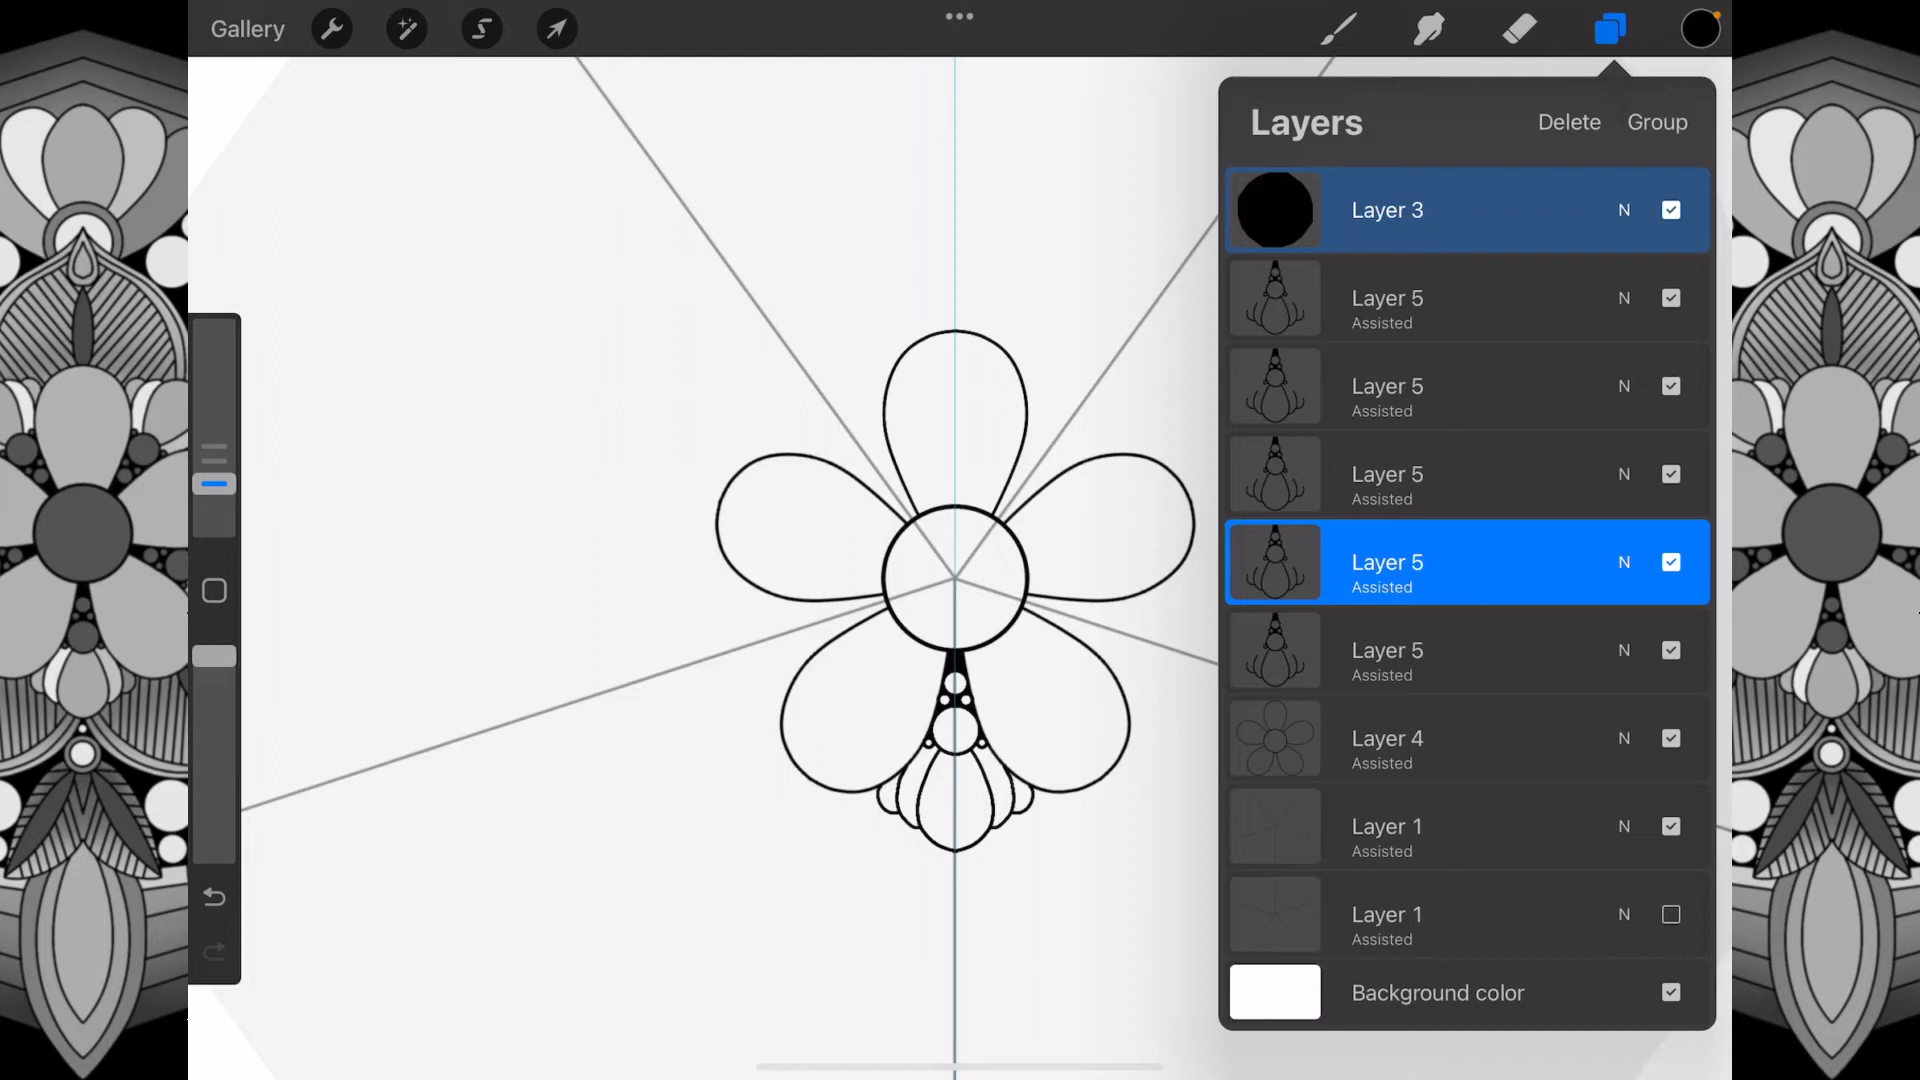 Gallery
Layers
Delete
Group
Layer 3
N
Layer 5
N
Assisted
Layer 5
N
Assisted
Layer 5
N
Assisted
Layer 5
N
Assisted
Layer 5
N
Assisted
Layer 4
N
Assisted
Layer 1
N
Assisted
Layer 1
N
Assisted
Background color